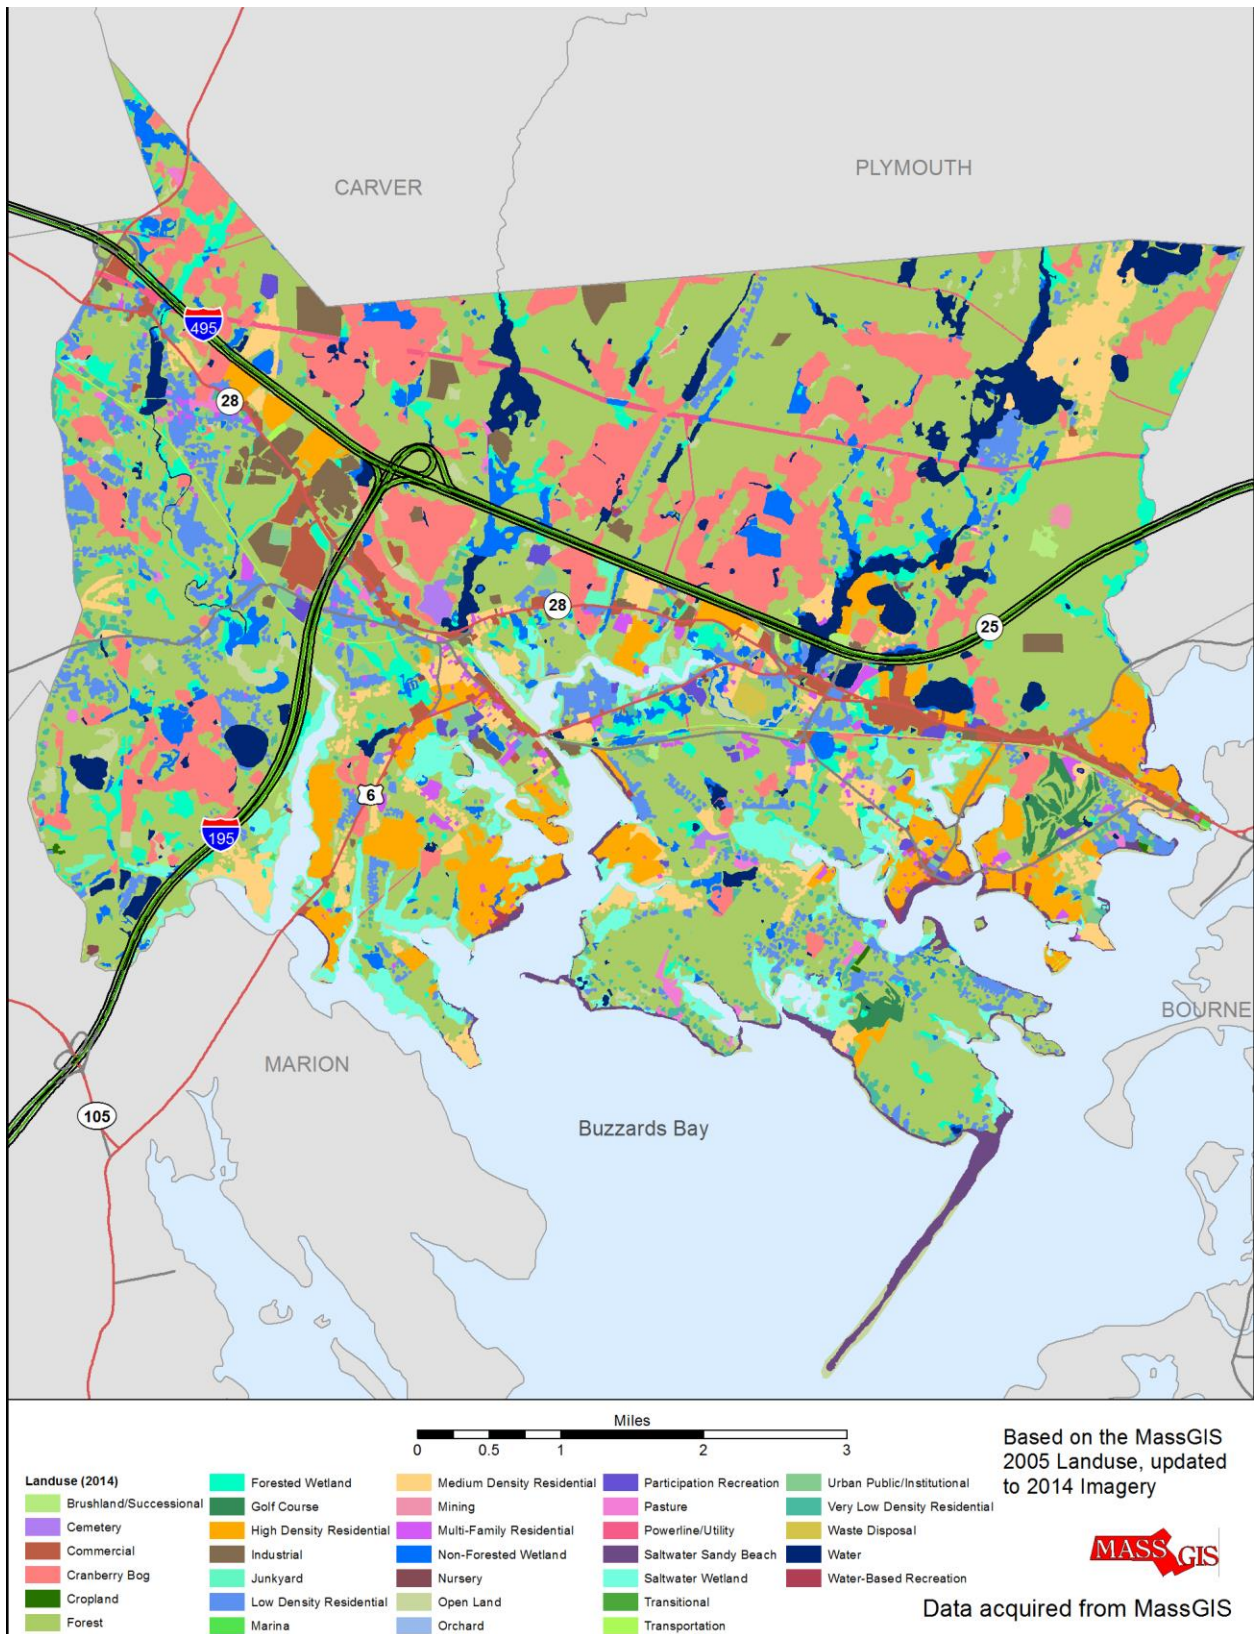 CARVER
PLYMOUTH
495
28
28
25
6
195
BOURNE
MARION
105
Buzzards Bay
Miles
0 0.5 1 2 3
Based on the MassGIS
2005 Landuse, updated
to 2014 Imagery
Landuse (2014)
Brushland/Successional
Cemetery
Commercial
Cranberry Bog
Cropland
Forest
Forested Wetland
Golf Course
High Density Residential
Industrial
Junkyard
Low Density Residential
Marina
Medium Density Residential
Mining
Multi-Family Residential
Non-Forested Wetland
Nursery
Open Land
Orchard
Participation Recreation
Pasture
Powerline/Utility
Saltwater Sandy Beach
Saltwater Wetland
Transitional
Transportation
Urban Public/Institutional
Very Low Density Residential
Waste Disposal
Water
Water-Based Recreation
MASS GIS
Data acquired from MassGIS